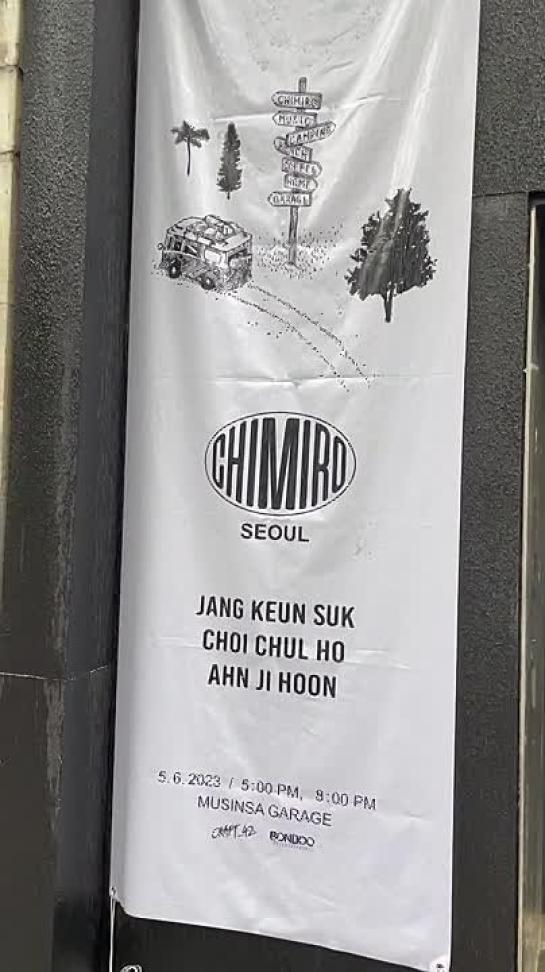 CHIMIRO
MUSIC
CAMPING
HOME
GARAGE
CHIMIRO
SEOUL
JANG KEUN SUK
CHOI CHUL HO
AHN JI HOON
5.6.2023 / 5:00 PM, 8:00 PM
MUSINSA GARAGE
CRAFT_42 BONBOO